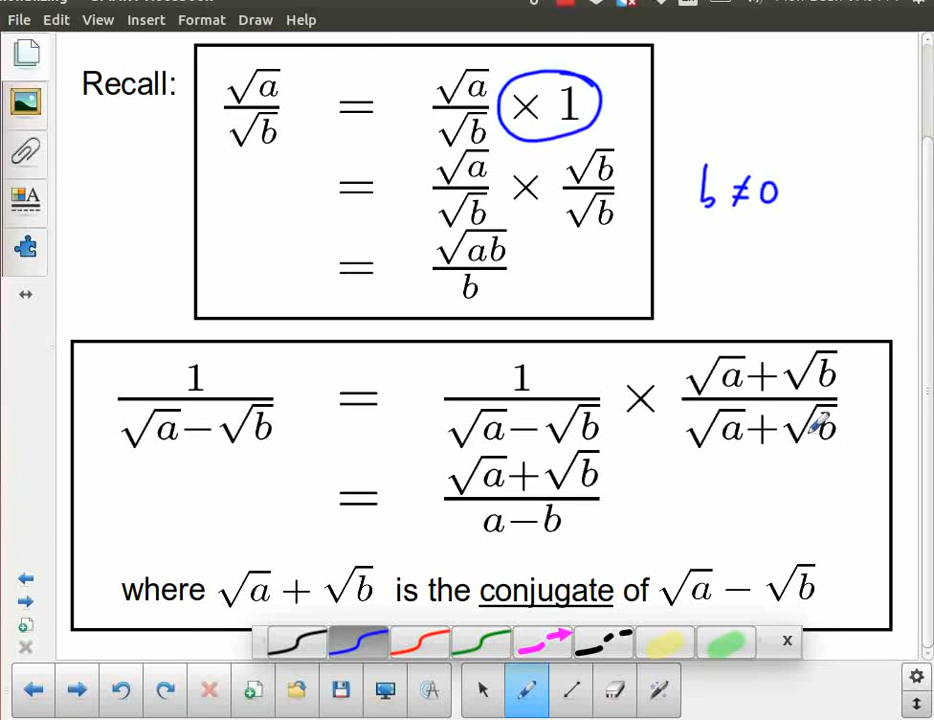 File Edit View Insert Format Draw Help
Recall:
√a/√b = √a/√b × 1
= √a/√b × √b/√b
b ≠ 0
= √ab/b
1/(√a−√b) = 1/(√a−√b) × (√a+√b)/(√a+√b)
= (√a+√b)/(a−b)
where √a + √b is the conjugate of √a − √b
x